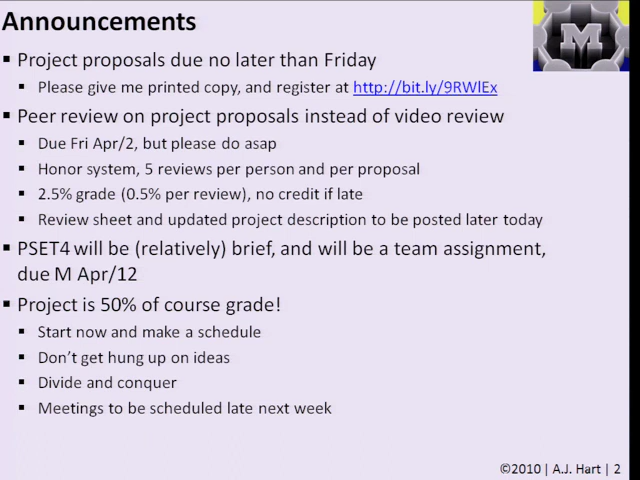 Announcements
Project proposals due no later than Friday
Please give me printed copy, and register at http://bit.ly/9RWlEx
Peer review on project proposals instead of video review
Due Fri Apr/2, but please do asap
Honor system, 5 reviews per person and per proposal
2.5% grade (0.5% per review), no credit if late
Review sheet and updated project description to be posted later today
PSET4 will be (relatively) brief, and will be a team assignment,
due M Apr/12
Project is 50% of course grade!
Start now and make a schedule
Don't get hung up on ideas
Divide and conquer
Meetings to be scheduled late next week
©2010 | A.J. Hart | 2
M